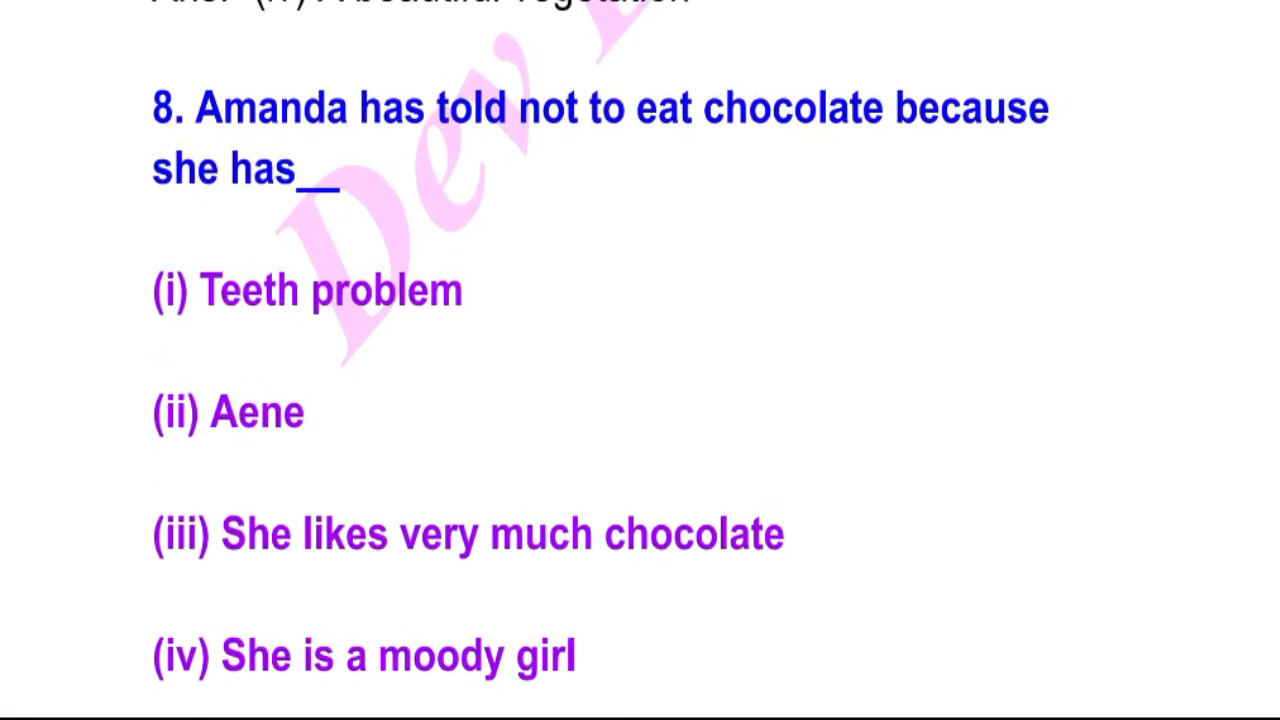 8. Amanda has told not to eat chocolate because
she has__
(i) Teeth problem
(ii) Aene
(iii) She likes very much chocolate
(iv) She is a moody girl
Dev